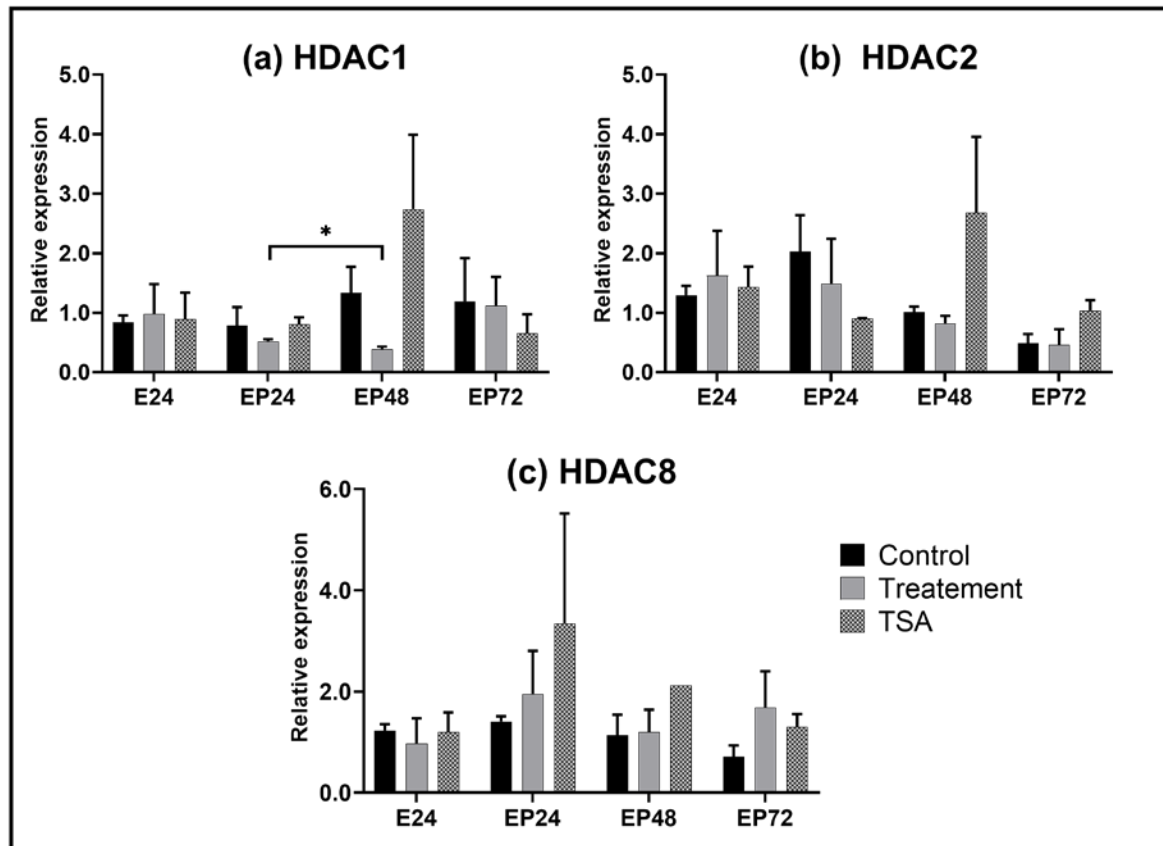 (a) HDAC1
Relative expression
5.0
4.0
3.0
2.0
1.0
0.0
*
E24 EP24 EP48 EP72
(b) HDAC2
Relative expression
5.0
4.0
3.0
2.0
1.0
0.0
E24 EP24 EP48 EP72
(c) HDAC8
Relative expression
6.0
4.0
2.0
0.0
E24 EP24 EP48 EP72
Control
Treatement
TSA